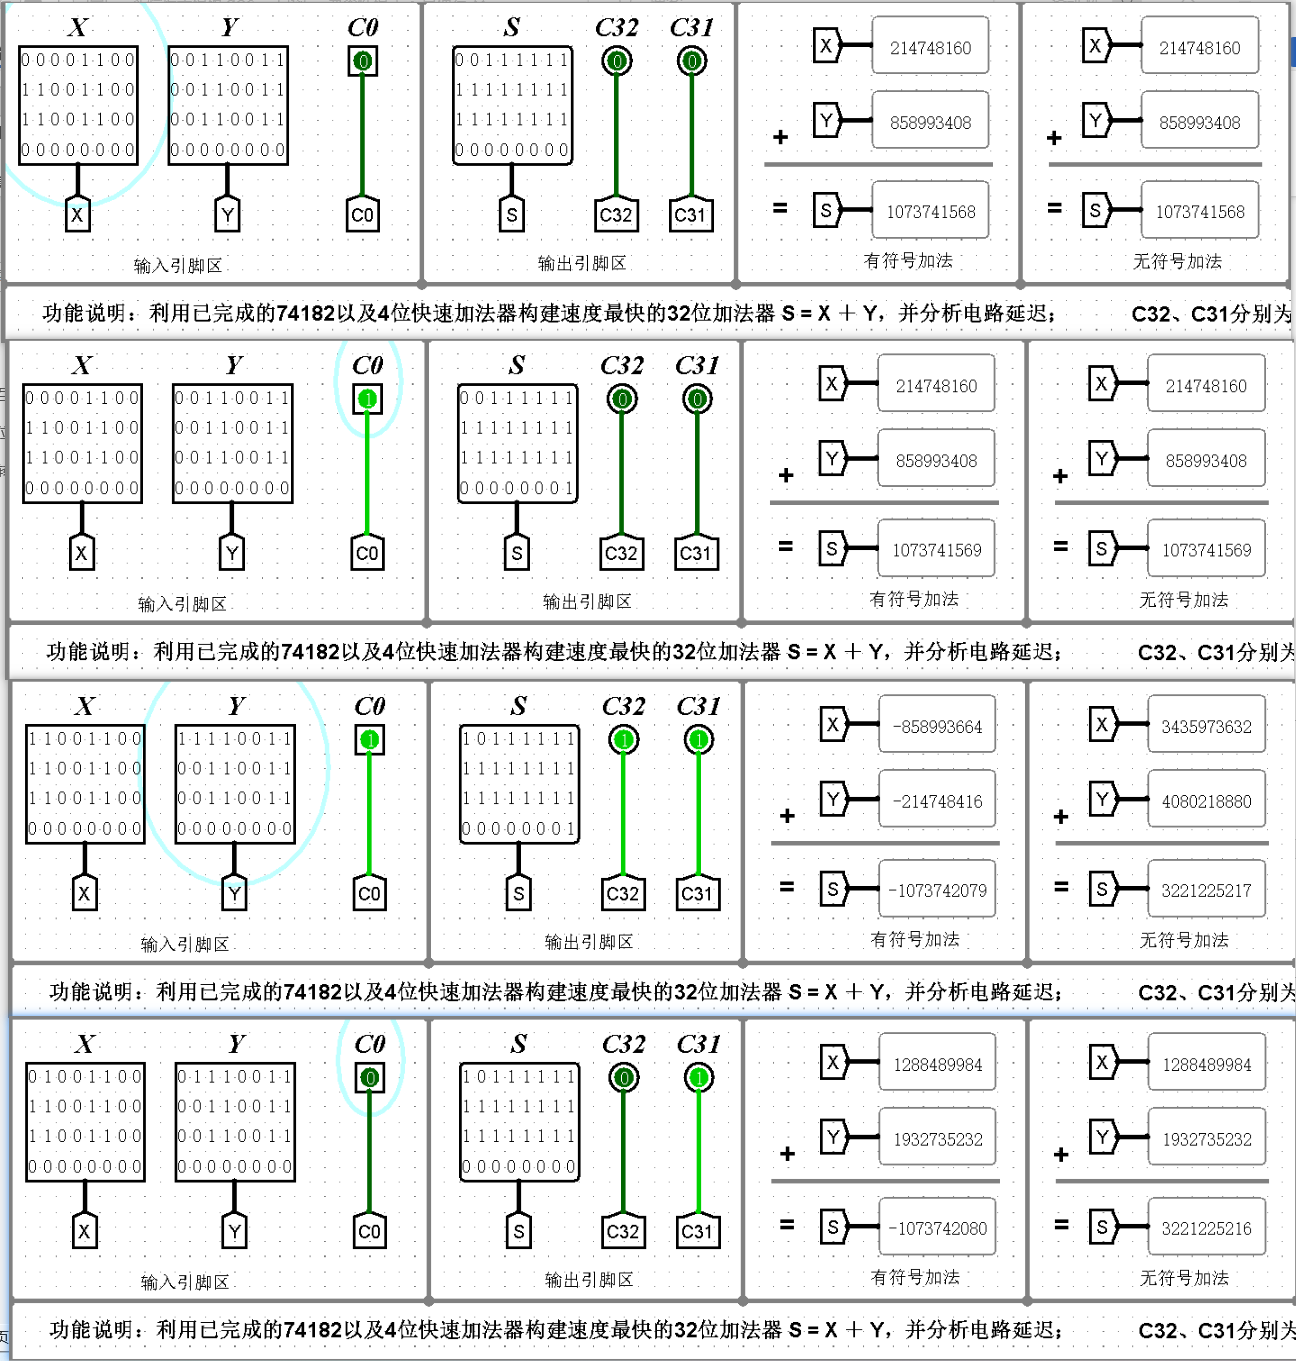 X Y C0 S C32 C31
0 0 0 0 1 1 0 0 0 0 1 1 0 0 1 1 0 0 0 1 1 1 1 1 1 0 0 X 214748160 X 214748160
1 1 0 0 1 1 0 0 0 0 1 1 0 0 1 1 1 1 1 1 1 1 1 1
1 1 0 0 1 1 0 0 0 0 1 1 0 0 1 1 1 1 1 1 1 1 1 1 + Y 858993408 + Y 858993408
0 0 0 0 0 0 0 0 0 0 0 0 0 0 0 0 0 0 0 0 0 0 0 0
X Y C0 S C32 C31 = S 1073741568 = S 1073741568
输入引脚区 输出引脚区 有符号加法 无符号加法
功能说明：利用已完成的74182以及4位快速加法器构建速度最快的32位加法器 S = X + Y，并分析电路延迟； C32、C31分别为
X Y C0 S C32 C31
0 0 0 0 1 1 0 0 0 0 1 1 0 0 1 1 1 0 0 1 1 1 1 1 1 0 0 X 214748160 X 214748160
1 1 0 0 1 1 0 0 0 0 1 1 0 0 1 1 1 1 1 1 1 1 1 1
1 1 0 0 1 1 0 0 0 0 1 1 0 0 1 1 1 1 1 1 1 1 1 1 + Y 858993408 + Y 858993408
0 0 0 0 0 0 0 0 0 0 0 0 0 0 0 0 0 0 0 0 0 0 0 1
X Y C0 S C32 C31 = S 1073741569 = S 1073741569
输入引脚区 输出引脚区 有符号加法 无符号加法
功能说明：利用已完成的74182以及4位快速加法器构建速度最快的32位加法器 S = X + Y，并分析电路延迟； C32、C31分别为
X Y C0 S C32 C31
1 1 0 0 1 1 0 0 1 1 1 1 0 0 1 1 1 1 0 1 1 1 1 1 1 1 1 X -858993664 X 3435973632
1 1 0 0 1 1 0 0 0 0 1 1 0 0 1 1 1 1 1 1 1 1 1 1
1 1 0 0 1 1 0 0 0 0 1 1 0 0 1 1 1 1 1 1 1 1 1 1 + Y -214748416 + Y 4080218880
0 0 0 0 0 0 0 0 0 0 0 0 0 0 0 0 0 0 0 0 0 0 0 1
X Y C0 S C32 C31 = S -1073742079 = S 3221225217
输入引脚区 输出引脚区 有符号加法 无符号加法
功能说明：利用已完成的74182以及4位快速加法器构建速度最快的32位加法器 S = X + Y，并分析电路延迟； C32、C31分别为
X Y C0 S C32 C31
0 1 0 0 1 1 0 0 0 1 1 1 0 0 1 1 0 1 0 1 1 1 1 1 1 0 1 X 1288489984 X 1288489984
1 1 0 0 1 1 0 0 0 0 1 1 0 0 1 1 1 1 1 1 1 1 1 1
1 1 0 0 1 1 0 0 0 0 1 1 0 0 1 1 1 1 1 1 1 1 1 1 + Y 1932735232 + Y 1932735232
0 0 0 0 0 0 0 0 0 0 0 0 0 0 0 0 0 0 0 0 0 0 0 0
X Y C0 S C32 C31 = S -1073742080 = S 3221225216
输入引脚区 输出引脚区 有符号加法 无符号加法
功能说明：利用已完成的74182以及4位快速加法器构建速度最快的32位加法器 S = X + Y，并分析电路延迟； C32、C31分别为